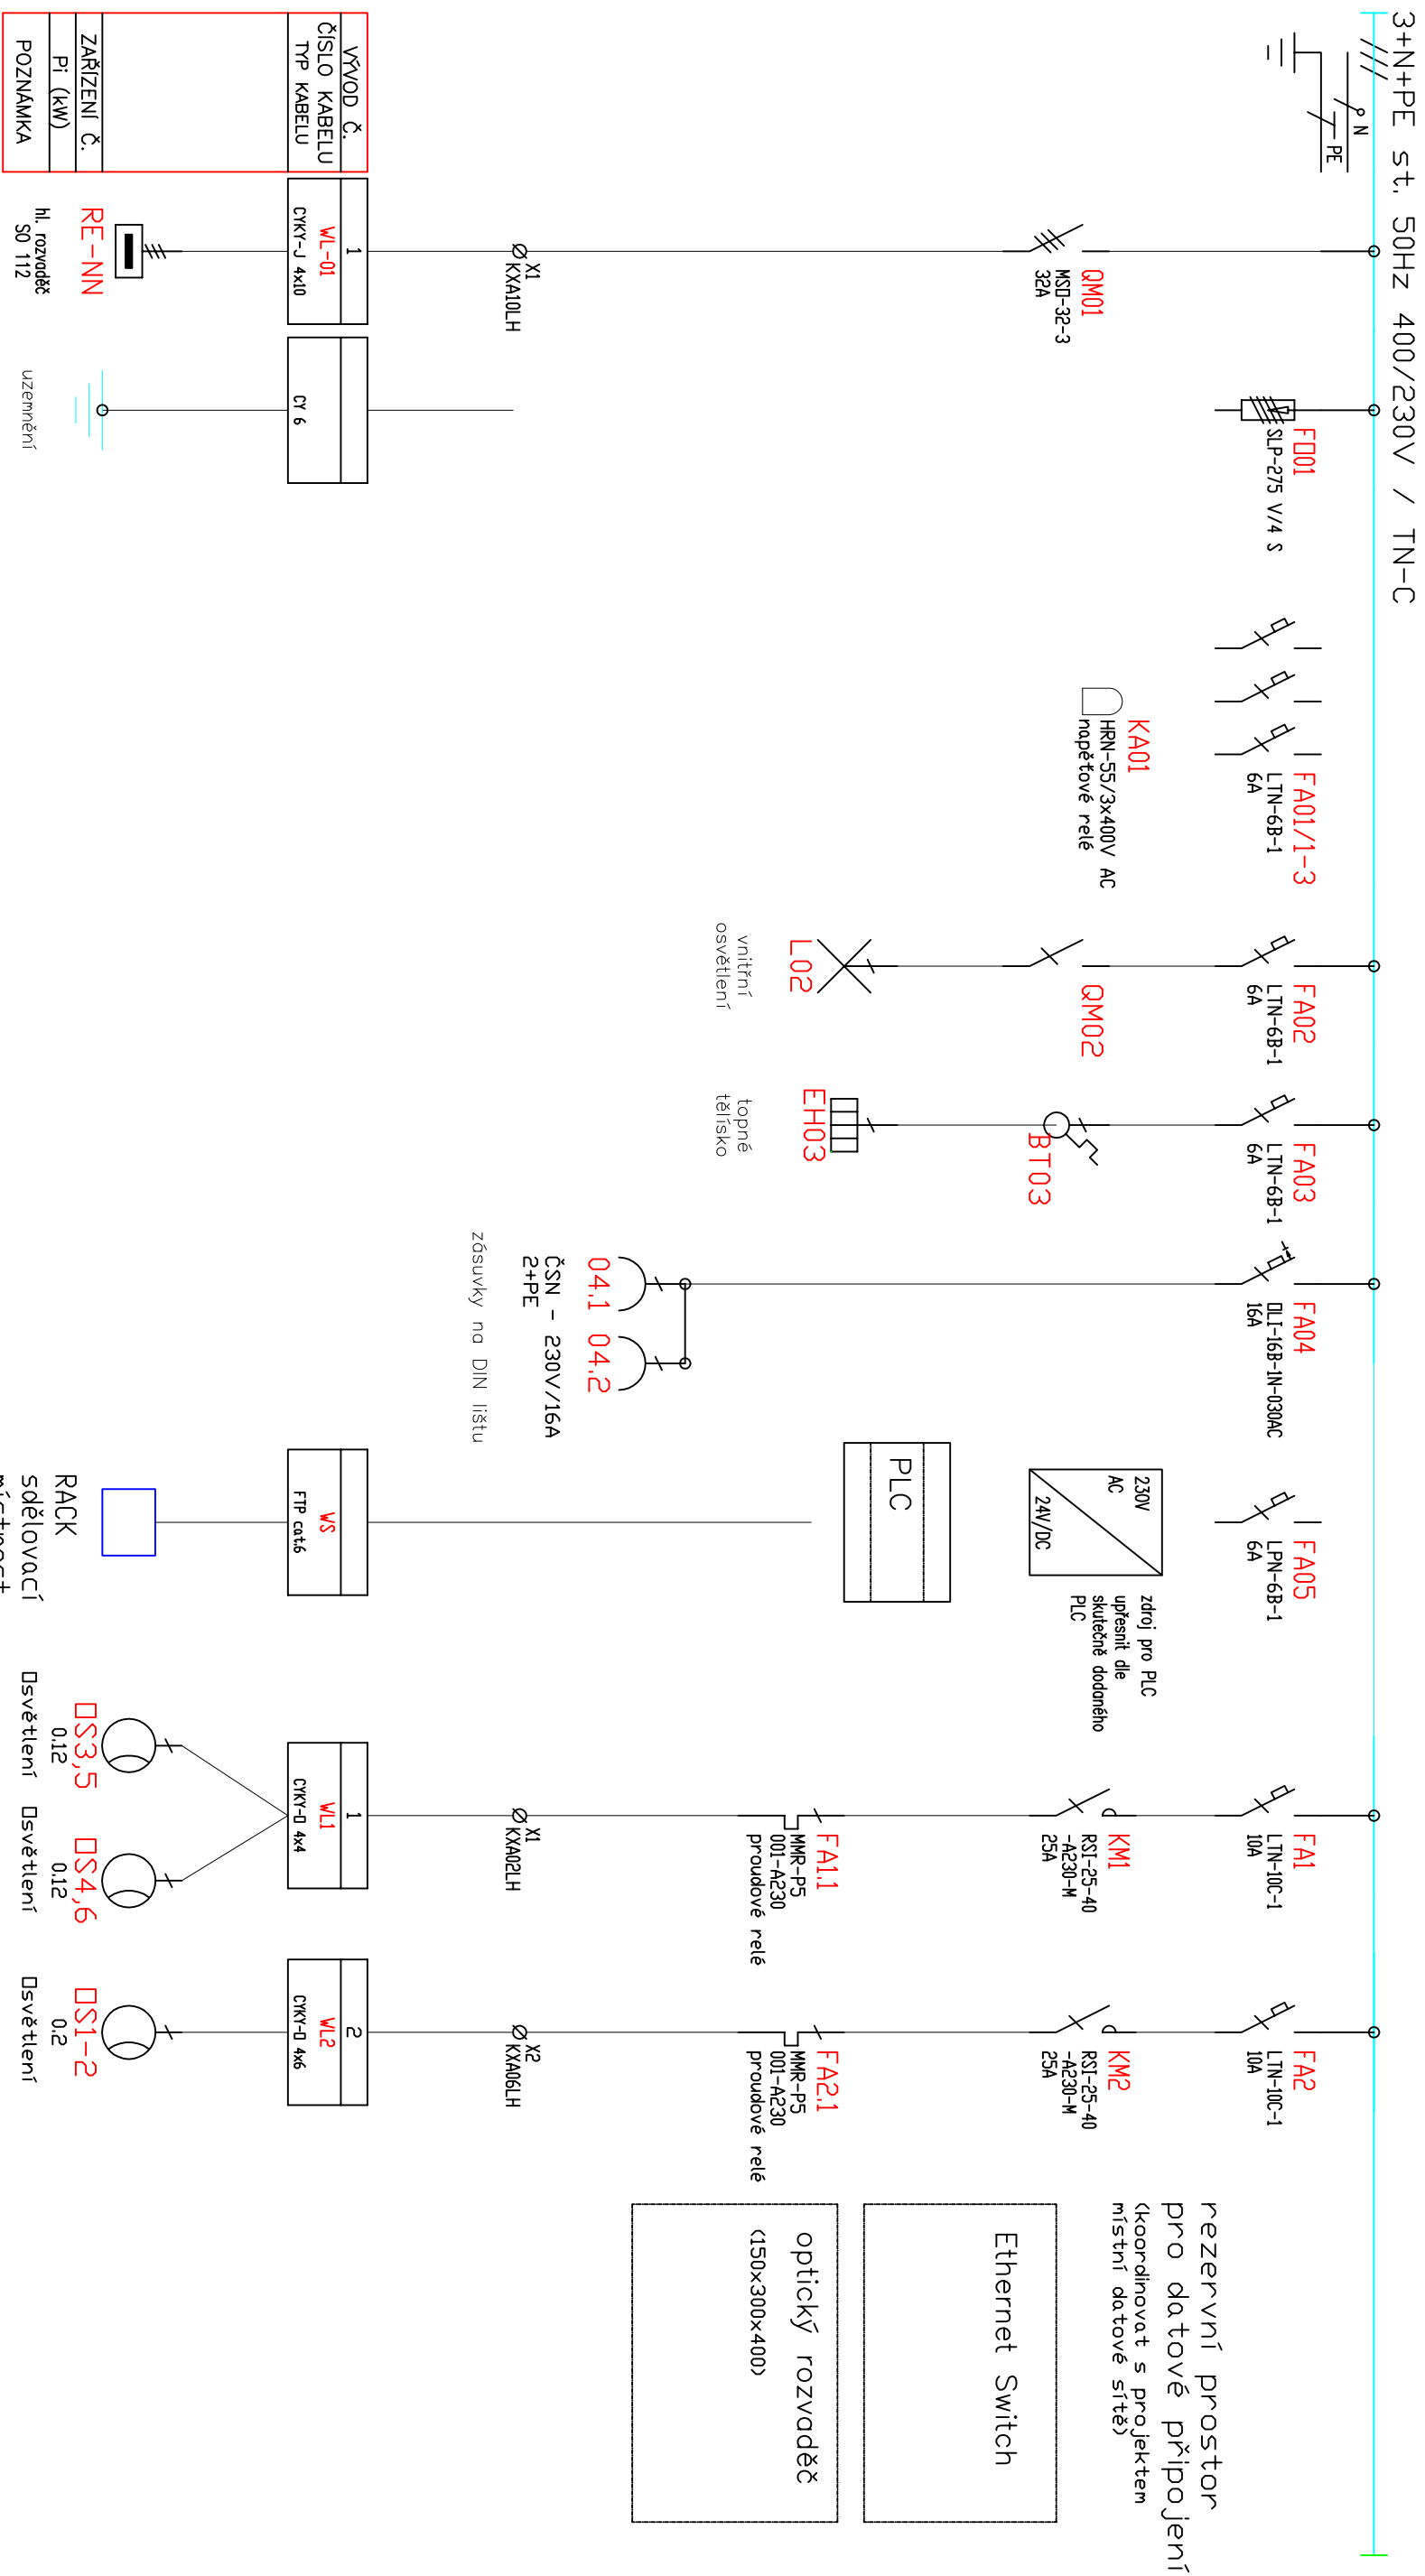 3+N+PE st. 50Hz 400/230V / TN-C
N
PE
QM01
MSO-32-3
32A
X1
KXA10LH
VÝVOD Č.
ČÍSLO KABELU
TYP KABELU
ZAŘÍZENÍ Č.
Pi (kW)
POZNÁMKA
1
WL-01
CYKY-J 4x10
RE-NN
hl. rozvaděč
SO 112
CY 6
uzemnění
SLP-275 V/4 S
FA01/1-3
LTN-6B-1
6A
KA01
HRN-55/3x400V AC
napěťové relé
FA02
LTN-6B-1
6A
QM02
L02
vnitřní
osvětlení
FA03
LTN-6B-1
6A
BT03
EH03
topné
tělísko
FA04
OLI-16B-1N-030AC
16A
04.1 04.2
ČSN - 230V/16A
2+PE
zásuvky na DIN lištu
FA05
LPN-6B-1
6A
230V
AC
24V/DC
zdroj pro PLC
upřesnit dle
skutečně dodaného
PLC
PLC
WS
FTP cat.6
RACK
sdělovací
FA1
LTN-10C-1
10A
KM1
RSI-25-40
-A230-M
25A
FA1.1
MMR-P5
001-A230
proudové relé
X1
KXA02LH
1
WL1
CYKY-O 4x4
OS3,5
0.12
Osvětlení
OS4,6
0.12
Osvětlení
FA2
LTN-10C-1
10A
KM2
RSI-25-40
-A230-M
25A
FA2.1
MMR-P5
001-A230
proudové relé
X2
KXA06LH
2
WL2
CYKY-O 4x6
OS1-2
0.2
Osvětlení
rezervní prostor
pro datové připojení
(koordinovat s projektem
místní datové sítě)
Ethernet Switch
optický rozvaděč
(150x300x400)